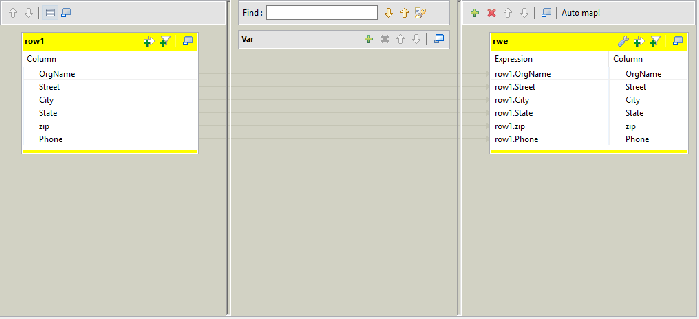 Find :
Auto map!
row1
Column
OrgName
Street
City
State
zip
Phone
Var
rwe
Expression Column
row1.OrgName OrgName
row1.Street Street
row1.City City
row1.State State
row1.zip zip
row1.Phone Phone